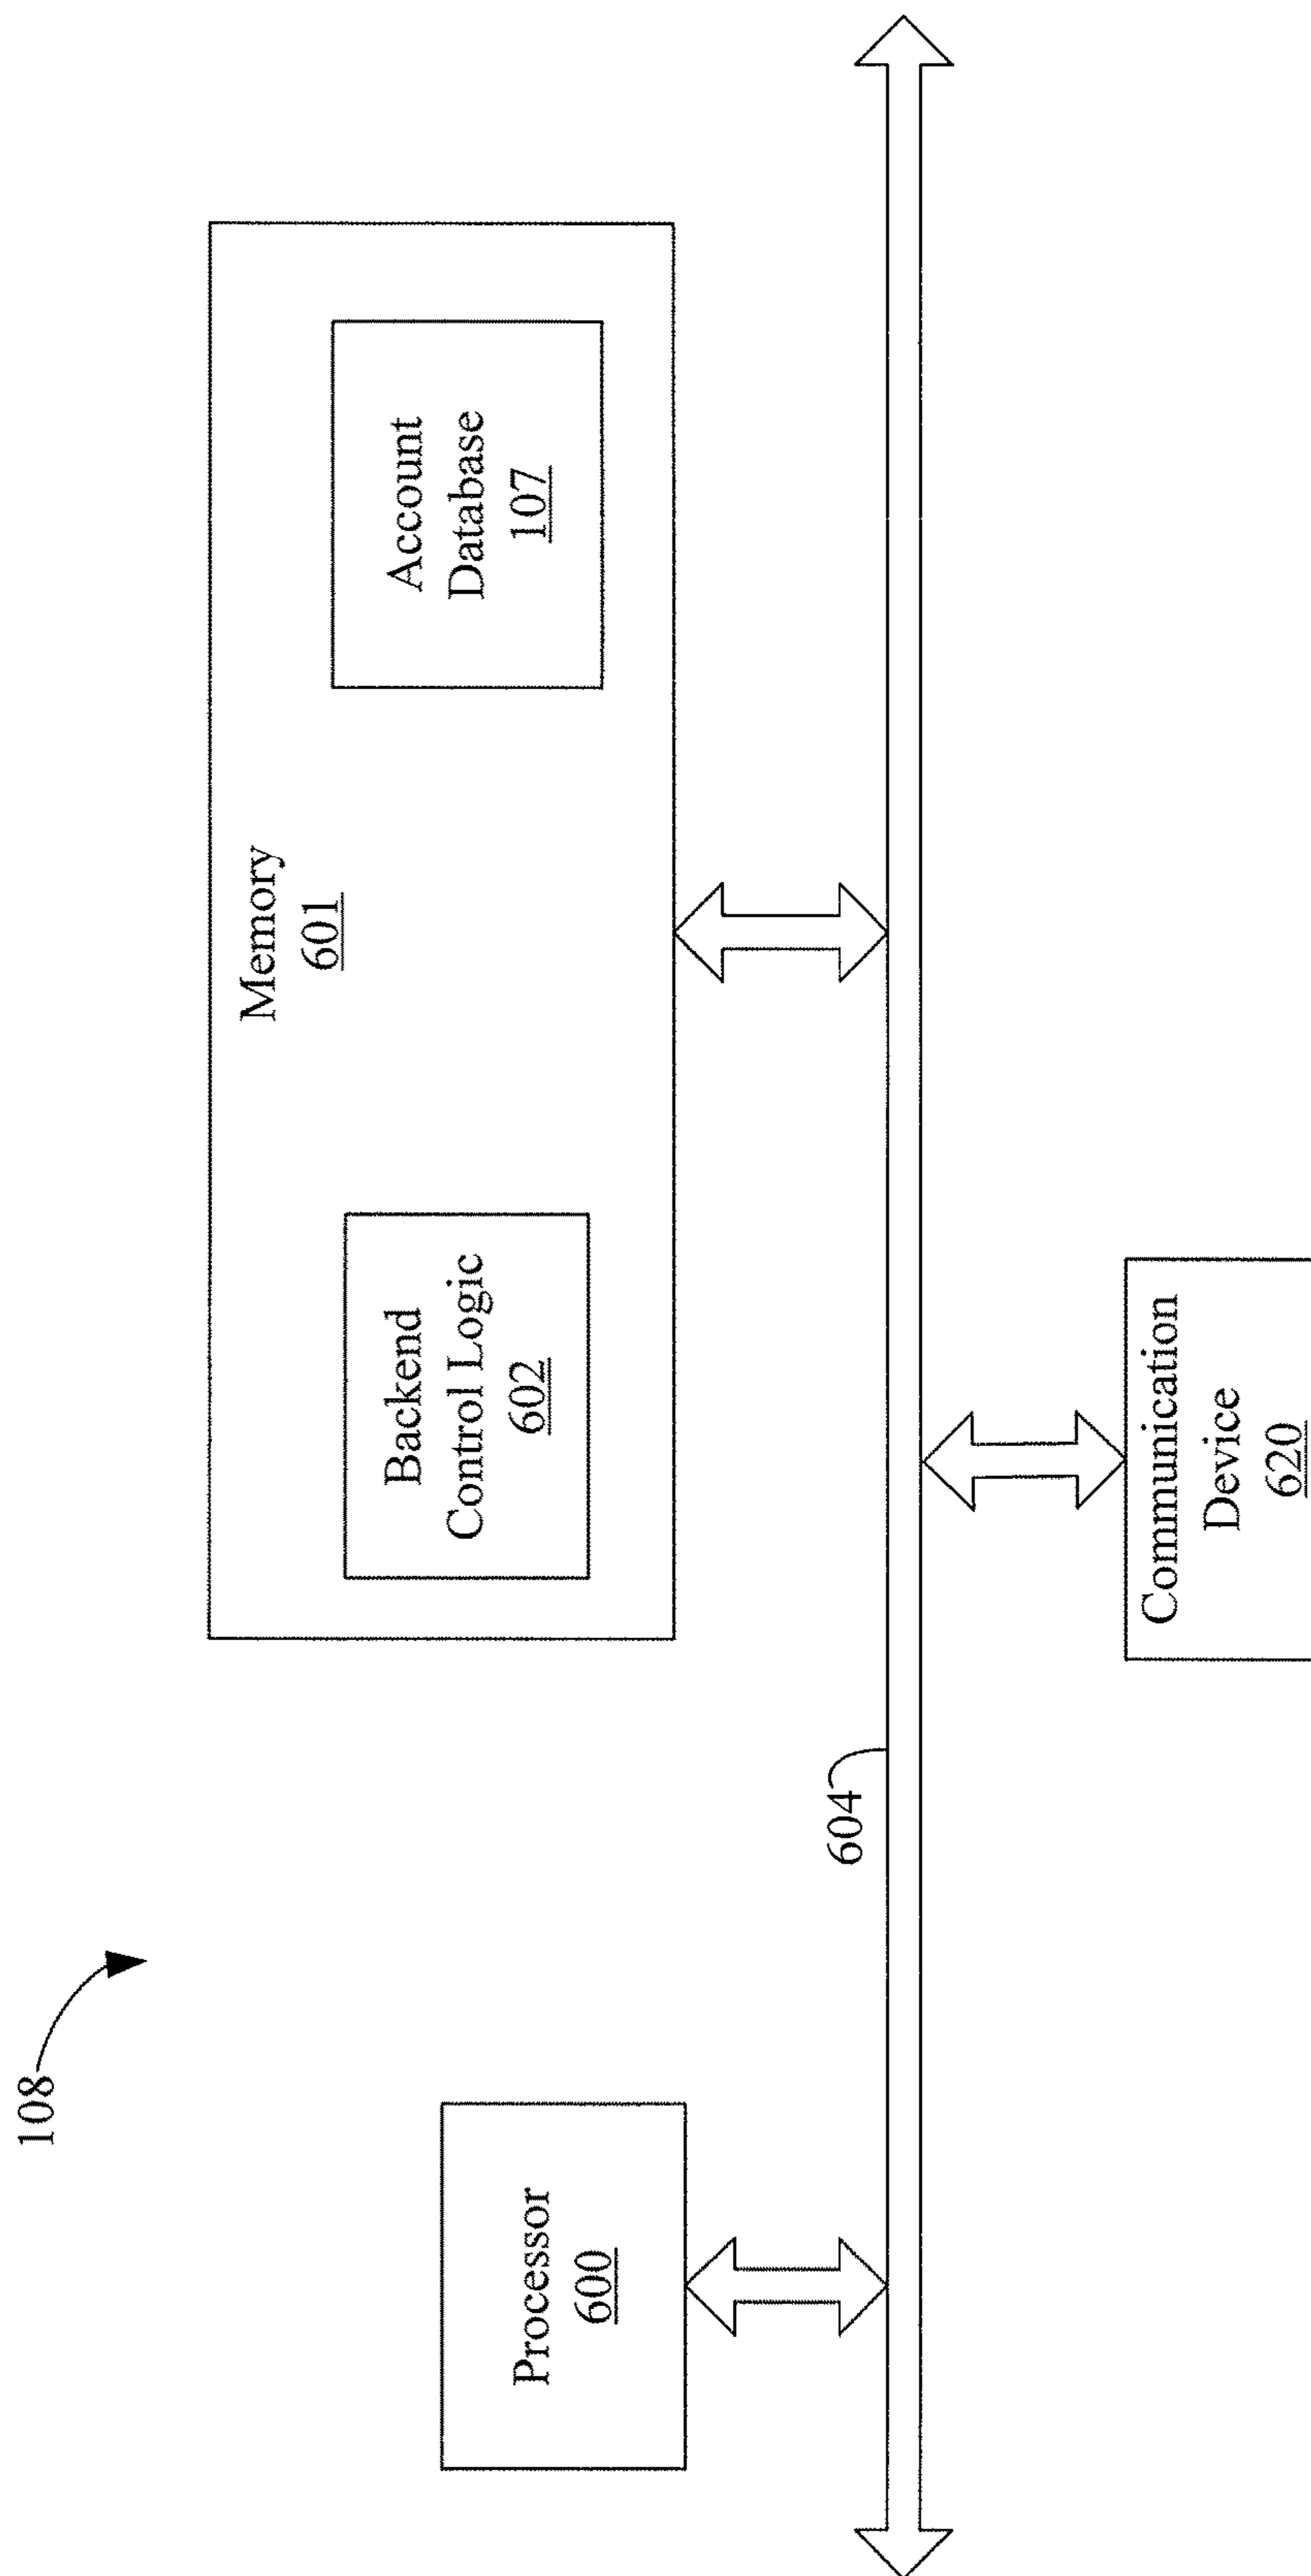 108
Memory
601
Backend
Control Logic
602
Account
Database
107
Processor
600
604
Communication
Device
620